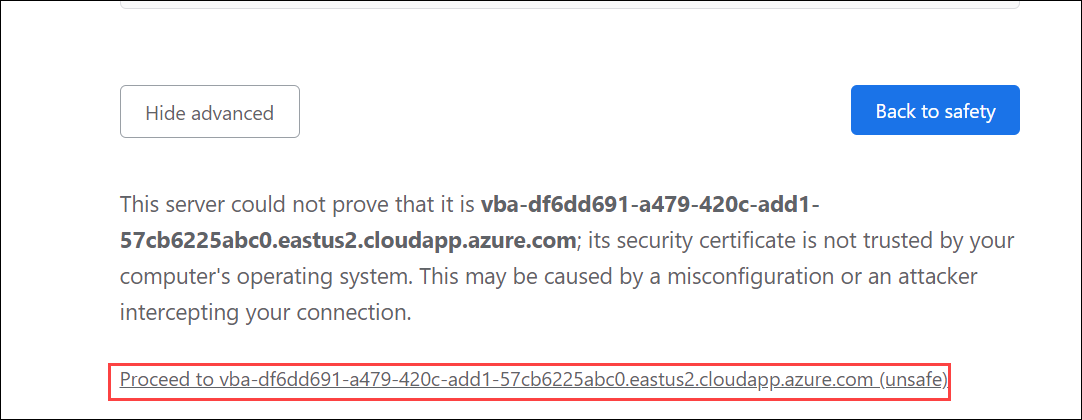 Hide advanced
Back to safety
This server could not prove that it is vba-df6dd691-a479-420c-add1-
57cb6225abc0.eastus2.cloudapp.azure.com; its security certificate is not trusted by your
computer's operating system. This may be caused by a misconfiguration or an attacker
intercepting your connection.
Proceed to vba-df6dd691-a479-420c-add1-57cb6225abc0.eastus2.cloudapp.azure.com (unsafe)